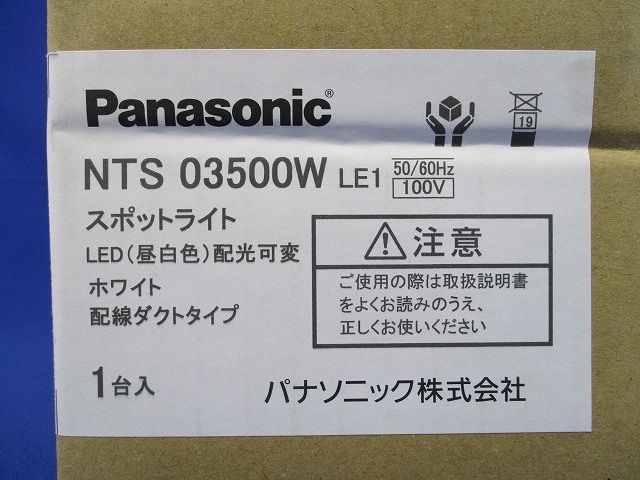 Panasonic®
19
NTS 03500W LE1 50/60Hz
100V
スポットライト
LED(昼白色)配光可変
ホワイト
配線ダクトタイプ
1台入
注意
ご使用の際は取扱説明書
をよくお読みのうえ、
正しくお使いください
パナソニック株式会社